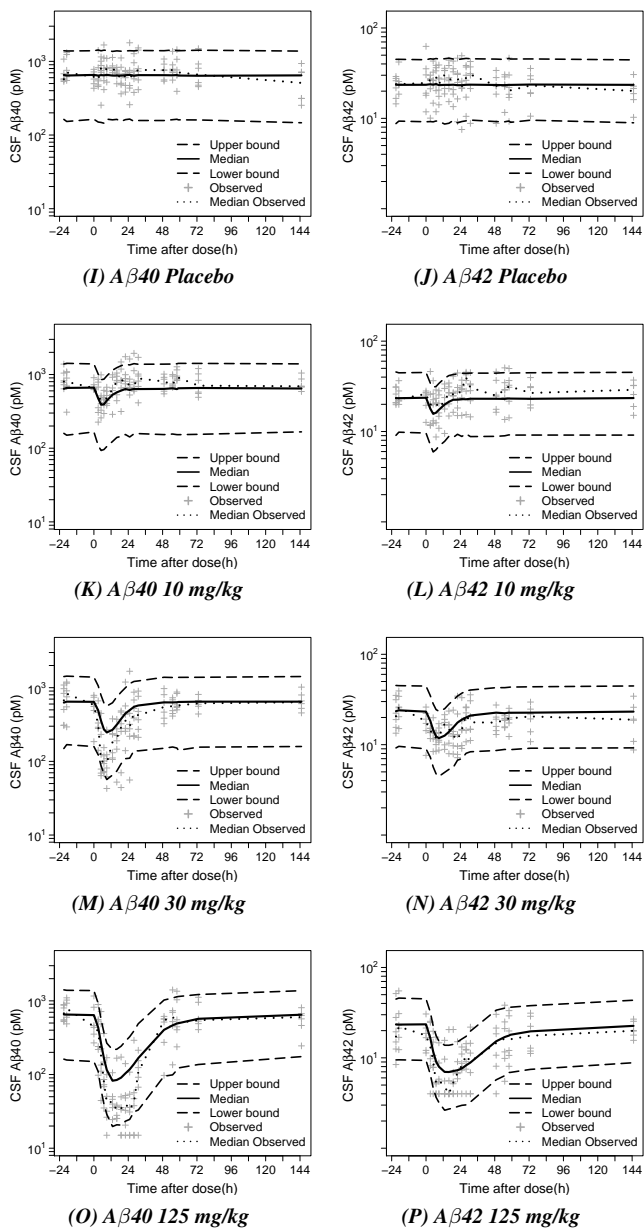 CSF Aβ40 (pM)
10³
10²
10¹
Upper bound
Median
Lower bound
Observed
Median Observed
−24 0 24 48 72 96 120 144
Time after dose(h)
(I) Aβ40 Placebo
CSF Aβ42 (pM)
10²
10¹
Upper bound
Median
Lower bound
Observed
Median Observed
−24 0 24 48 72 96 120 144
Time after dose(h)
(J) Aβ42 Placebo
CSF Aβ40 (pM)
10³
10²
10¹
Upper bound
Median
Lower bound
Observed
Median Observed
−24 0 24 48 72 96 120 144
Time after dose(h)
(K) Aβ40 10 mg/kg
CSF Aβ42 (pM)
10²
10¹
Upper bound
Median
Lower bound
Observed
Median Observed
−24 0 24 48 72 96 120 144
Time after dose(h)
(L) Aβ42 10 mg/kg
CSF Aβ40 (pM)
10³
10²
10¹
Upper bound
Median
Lower bound
Observed
Median Observed
−24 0 24 48 72 96 120 144
Time after dose(h)
(M) Aβ40 30 mg/kg
CSF Aβ42 (pM)
10²
10¹
Upper bound
Median
Lower bound
Observed
Median Observed
−24 0 24 48 72 96 120 144
Time after dose(h)
(N) Aβ42 30 mg/kg
CSF Aβ40 (pM)
10³
10²
10¹
Upper bound
Median
Lower bound
Observed
Median Observed
−24 0 24 48 72 96 120 144
Time after dose(h)
(O) Aβ40 125 mg/kg
CSF Aβ42 (pM)
10²
10¹
Upper bound
Median
Lower bound
Observed
Median Observed
−24 0 24 48 72 96 120 144
Time after dose(h)
(P) Aβ42 125 mg/kg